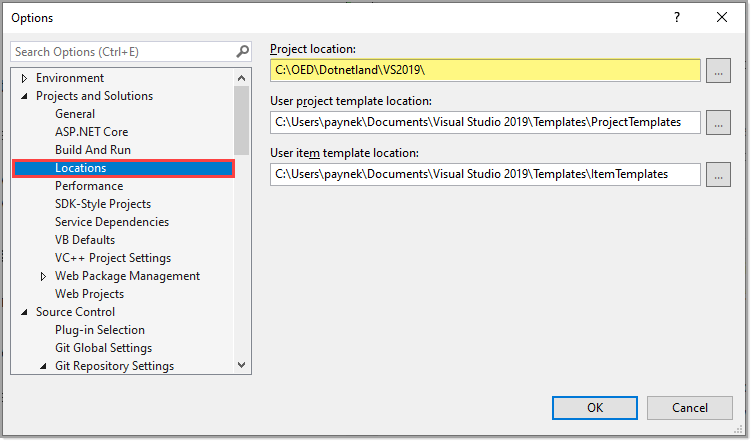 Options
Search Options (Ctrl+E)
Environment
Projects and Solutions
General
ASP.NET Core
Build And Run
Locations
Performance
SDK-Style Projects
Service Dependencies
VB Defaults
VC++ Project Settings
Web Package Management
Web Projects
Source Control
Plug-in Selection
Git Global Settings
Git Repository Settings
Project location:
C:\OED\Dotnetland\VS2019\
...
User project template location:
C:\Users\paynek\Documents\Visual Studio 2019\Templates\ProjectTemplates
...
User item template location:
C:\Users\paynek\Documents\Visual Studio 2019\Templates\ItemTemplates
...
OK
Cancel